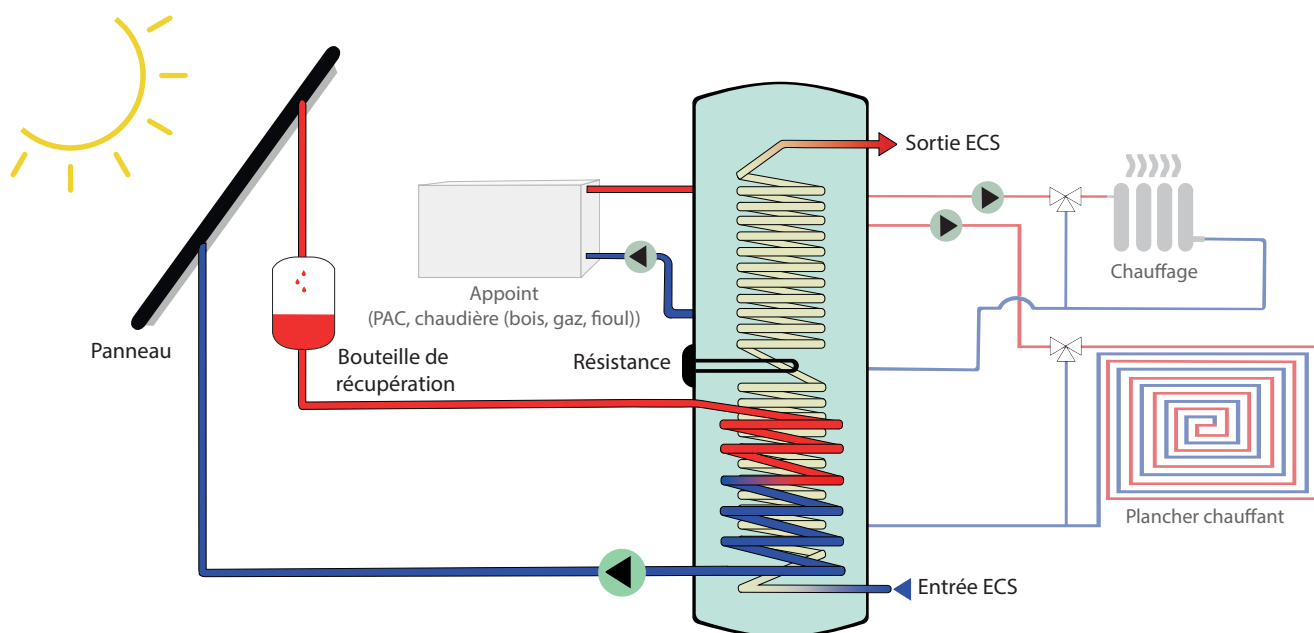 Sortie ECS
Chauffage
Appoint
(PAC, chaudière (bois, gaz, fioul))
Panneau
Bouteille de
récupération
Résistance
Plancher chauffant
Entrée ECS